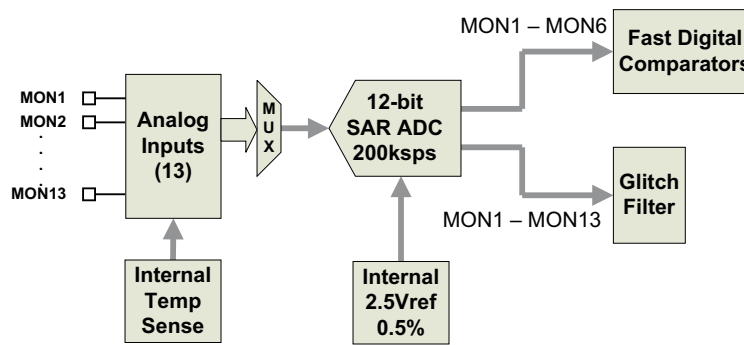 MON1 – MON6
Fast Digital
Comparators
MON1
MON2
.
.
.
.
MON13
Analog
Inputs
(13)
M
U
X
12-bit
SAR ADC
200ksps
MON1 – MON13
Glitch
Filter
Internal
Temp
Sense
Internal
2.5Vref
0.5%